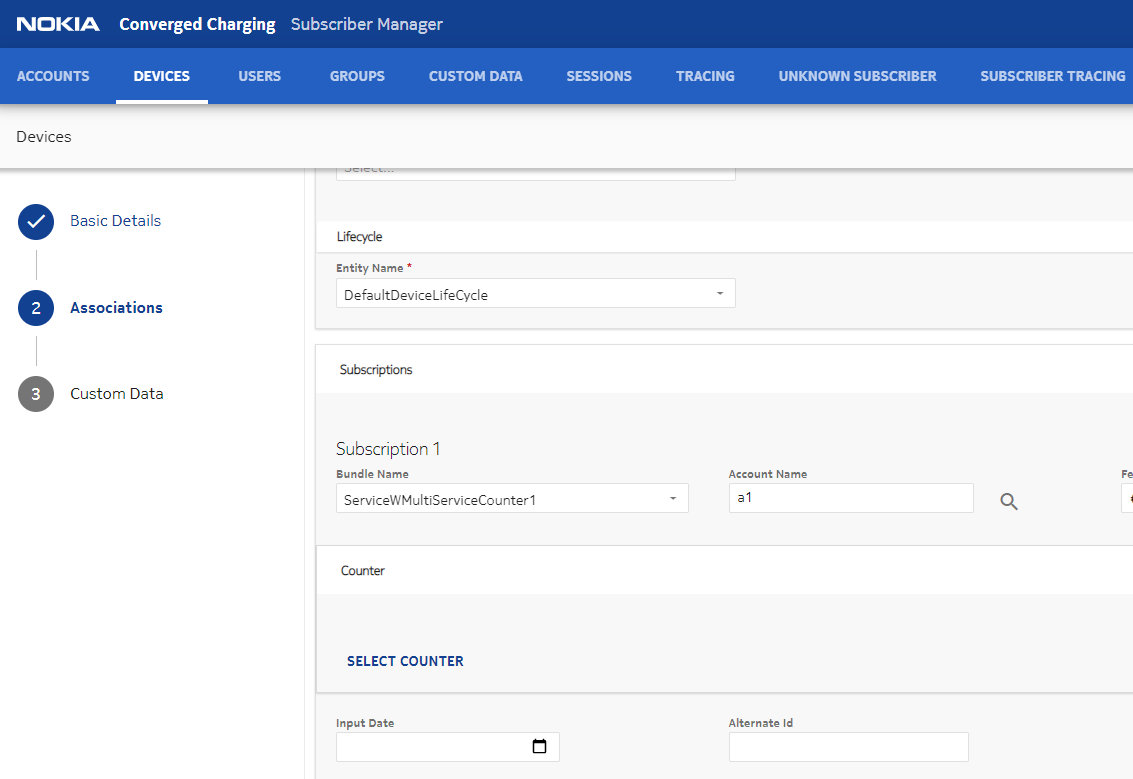 NOKIA Converged Charging Subscriber Manager
ACCOUNTS DEVICES USERS GROUPS CUSTOM DATA SESSIONS TRACING UNKNOWN SUBSCRIBER SUBSCRIBER TRACING
Devices
Select...
Basic Details
Lifecycle
Entity Name *
DefaultDeviceLifeCycle
2 Associations
Subscriptions
3 Custom Data
Subscription 1
Bundle Name Account Name Fe
ServiceWMultiServiceCounter1 a1
Counter
SELECT COUNTER
Input Date Alternate Id